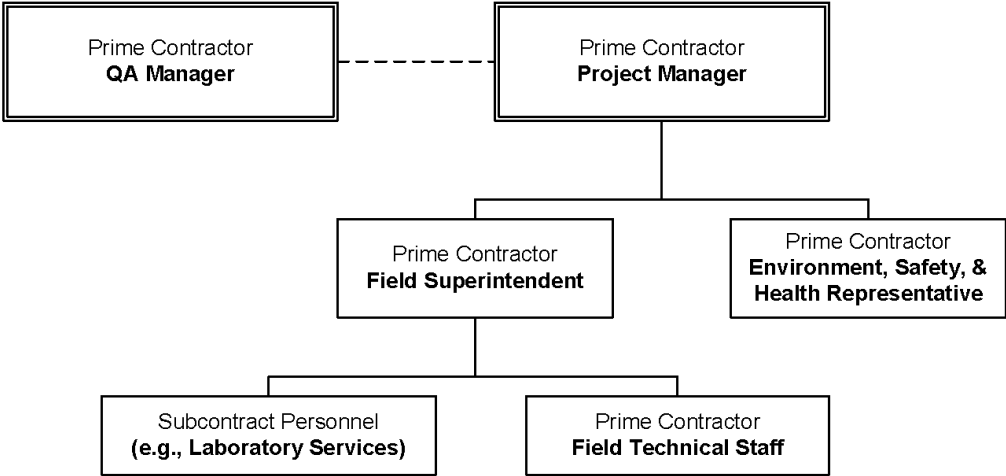 Prime Contractor
QA Manager
Prime Contractor
Project Manager
Prime Contractor
Field Superintendent
Prime Contractor
Environment, Safety, &
Health Representative
Subcontract Personnel
(e.g., Laboratory Services)
Prime Contractor
Field Technical Staff